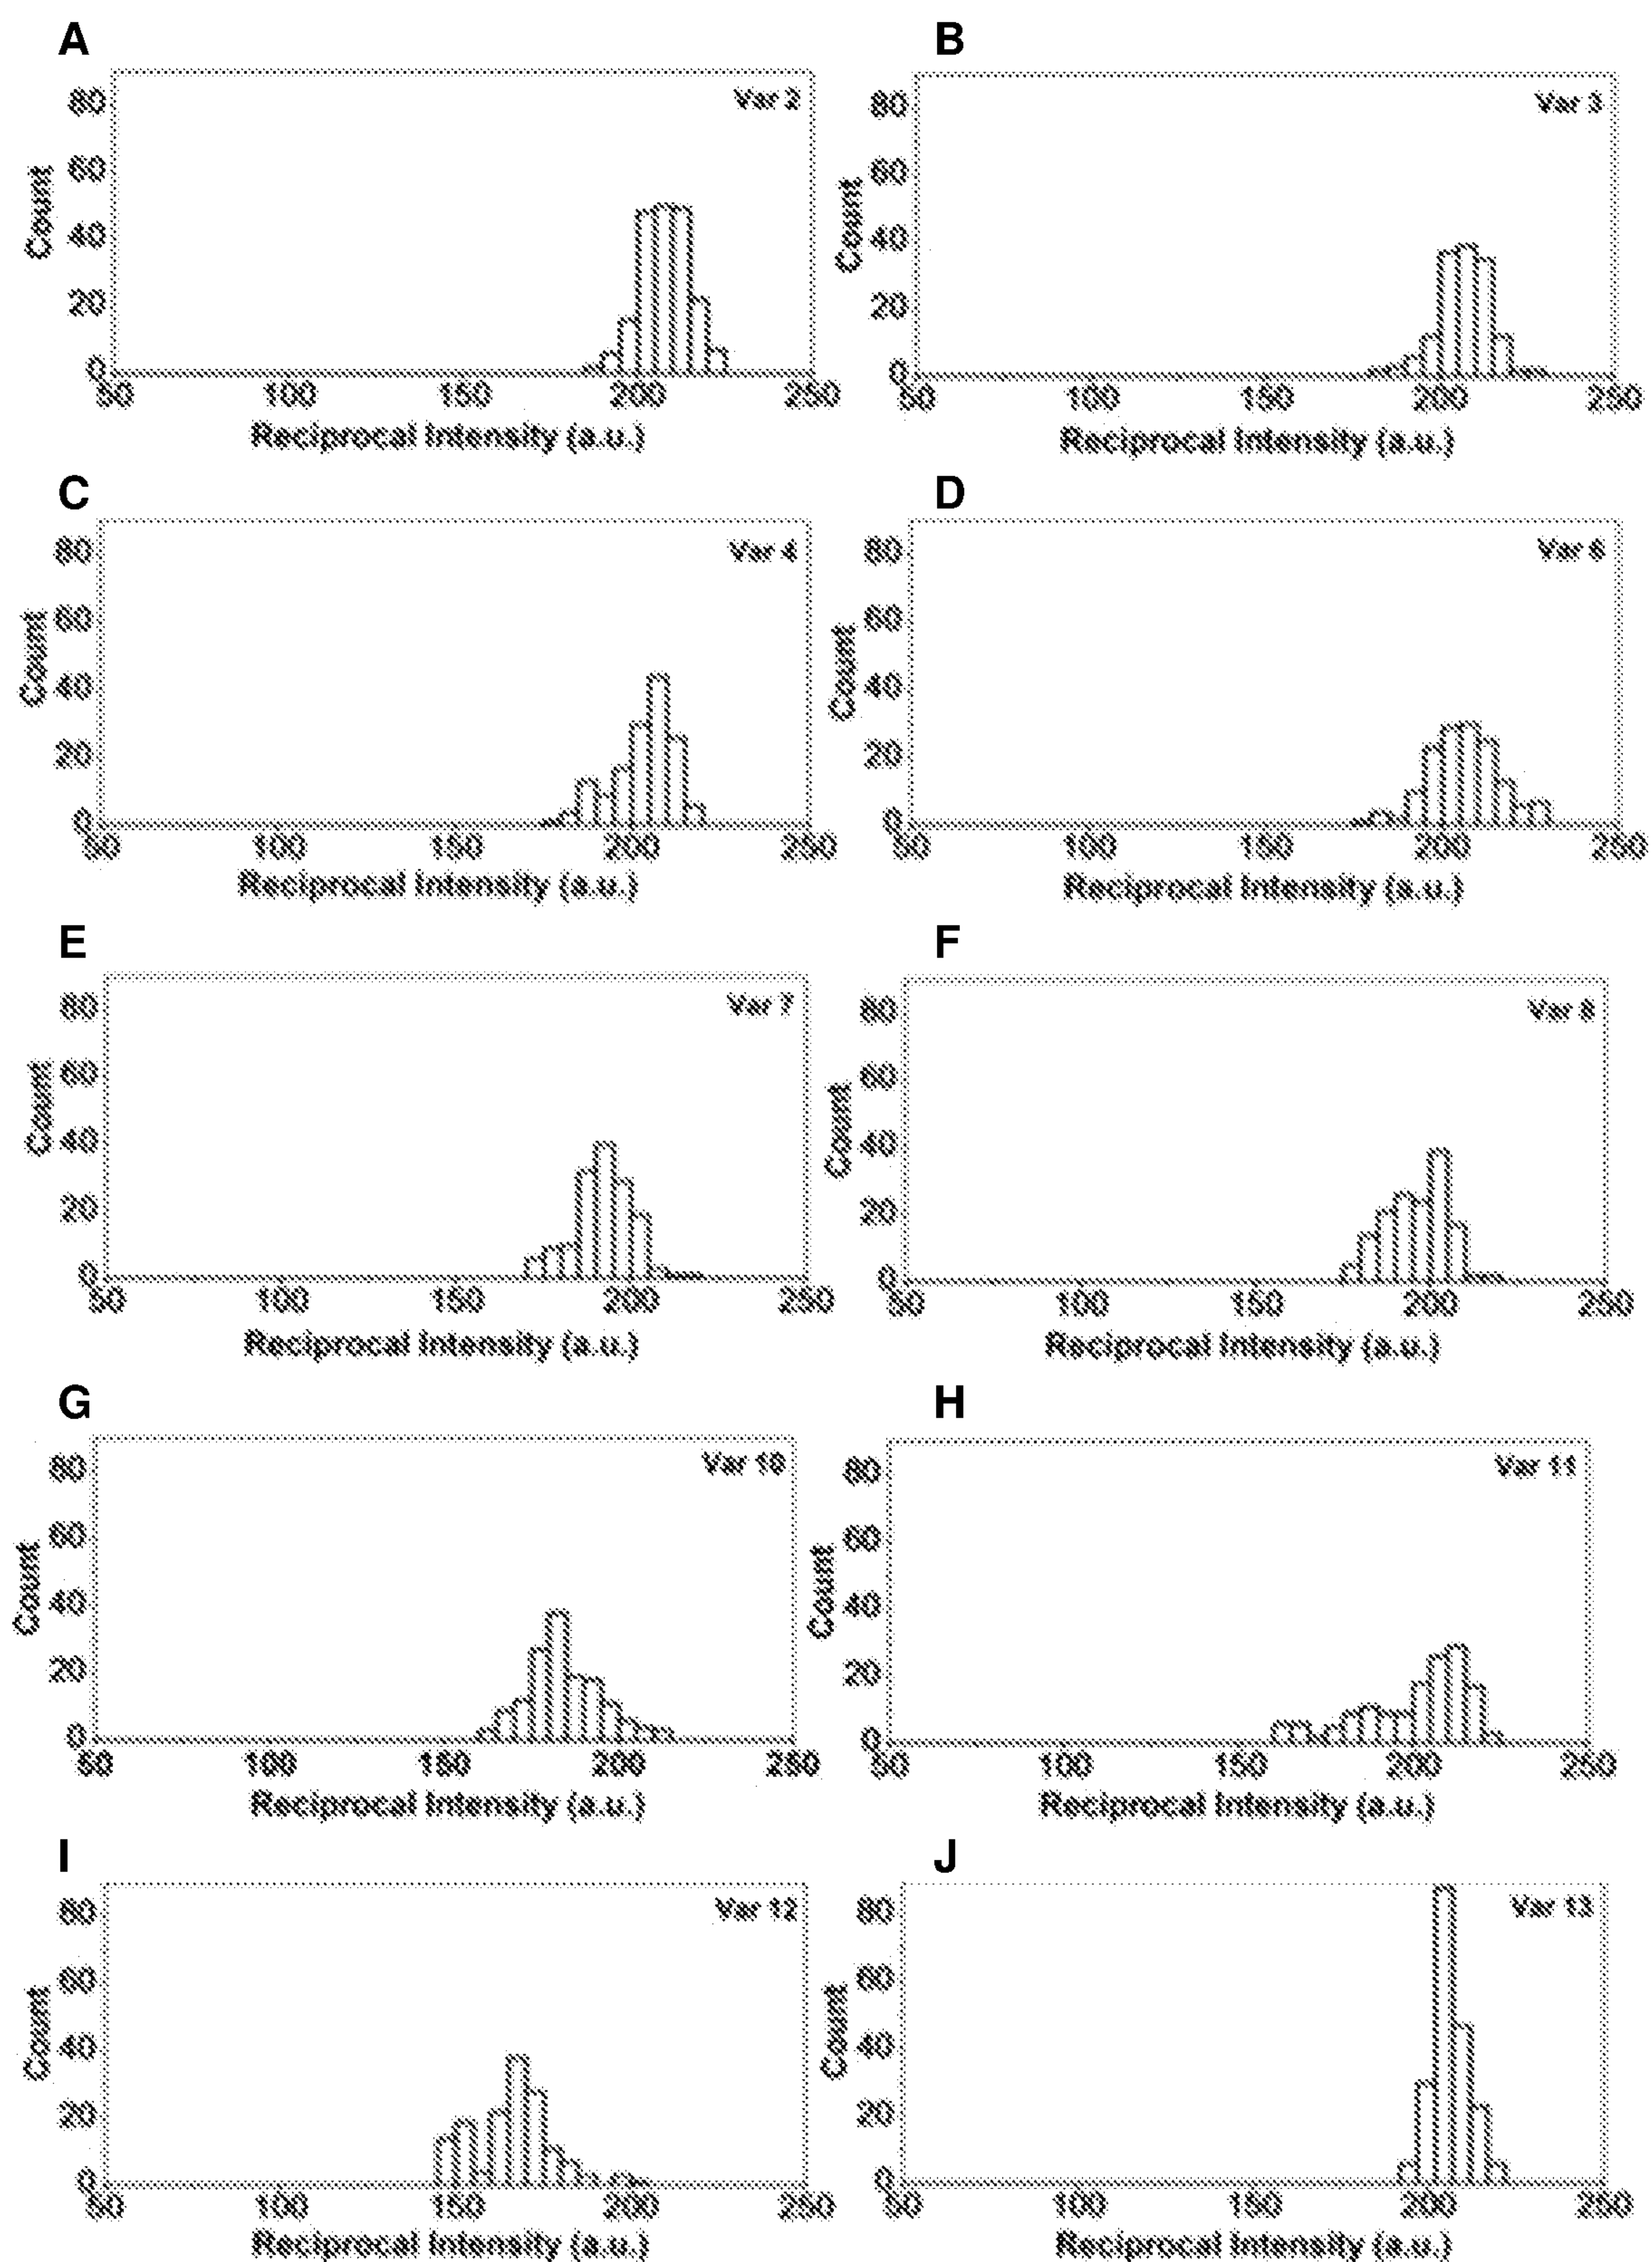 A
B
Var 2
80
60
40
20
0
Count
50 100 150 200 250
Reciprocal Intensity (a.u.)
Var 3
80
60
40
20
0
Count
50 100 150 200 250
Reciprocal Intensity (a.u.)
C
D
Var 4
80
60
40
20
0
Count
50 100 150 200 250
Reciprocal Intensity (a.u.)
Var 6
80
60
40
20
0
Count
50 100 150 200 250
Reciprocal Intensity (a.u.)
E
F
Var 7
80
60
40
20
0
Count
50 100 150 200 250
Reciprocal Intensity (a.u.)
Var 8
80
60
40
20
0
Count
50 100 150 200 250
Reciprocal Intensity (a.u.)
G
H
Var 10
80
60
40
20
0
Count
50 100 150 200 250
Reciprocal Intensity (a.u.)
Var 11
80
60
40
20
0
Count
50 100 150 200 250
Reciprocal Intensity (a.u.)
I
J
Var 12
80
60
40
20
0
Count
50 100 150 200 250
Reciprocal Intensity (a.u.)
Var 13
80
60
40
20
0
Count
50 100 150 200 250
Reciprocal Intensity (a.u.)